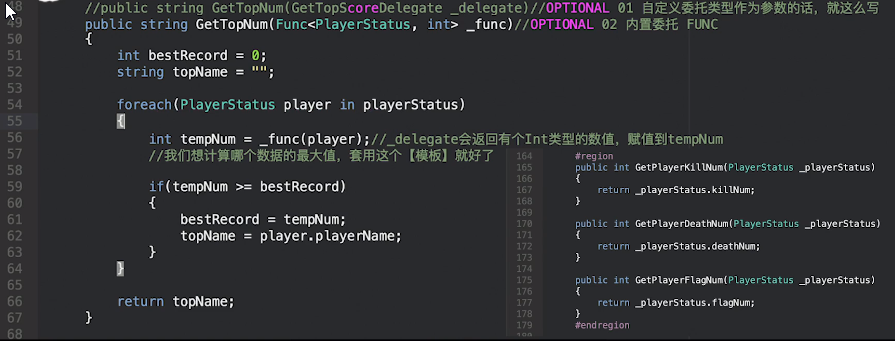 48 //public string GetTopNum(GetTopScoreDelegate _delegate)//OPTIONAL 01 自定义委托类型作为参数的话，就这么写
49 public string GetTopNum(Func<PlayerStatus, int> _func)//OPTIONAL 02 内置委托 FUNC
50 {
51 int bestRecord = 0;
52 string topName = "";
53
54 foreach(PlayerStatus player in playerStatus)
55 {
56 int tempNum = _func(player);//_delegate会返回有个Int类型的数值，赋值到tempNum
57 //我们想计算哪个数据的最大值，套用这个【模板】就好了
58
59 if(tempNum >= bestRecord)
60 {
61 bestRecord = tempNum;
62 topName = player.playerName;
63 }
64 }
65
66 return topName;
67 }
68
164 #region
165 public int GetPlayerKillNum(PlayerStatus _playerStatus)
166 {
167 return _playerStatus.killNum;
168 }
169
170 public int GetPlayerDeathNum(PlayerStatus _playerStatus)
171 {
172 return _playerStatus.deathNum;
173 }
174
175 public int GetPlayerFlagNum(PlayerStatus _playerStatus)
176 {
177 return _playerStatus.flagNum;
178 }
179 #endregion